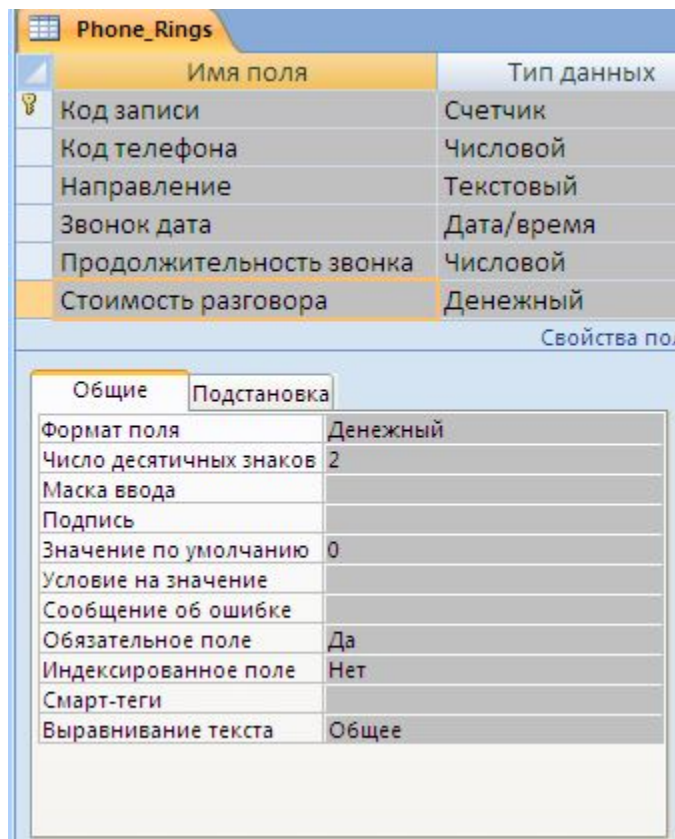 Phone_Rings
Имя поля Тип данных
Код записи Счетчик
Код телефона Числовой
Направление Текстовый
Звонок дата Дата/время
Продолжительность звонка Числовой
Стоимость разговора Денежный
Свойства пол
Общие Подстановка
Формат поля Денежный
Число десятичных знаков 2
Маска ввода
Подпись
Значение по умолчанию 0
Условие на значение
Сообщение об ошибке
Обязательное поле Да
Индексированное поле Нет
Смарт-теги
Выравнивание текста Общее